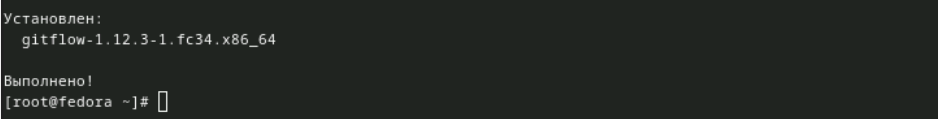 Установлен:
gitflow-1.12.3-1.fc34.x86_64
Выполнено!
[root@fedora ~]#